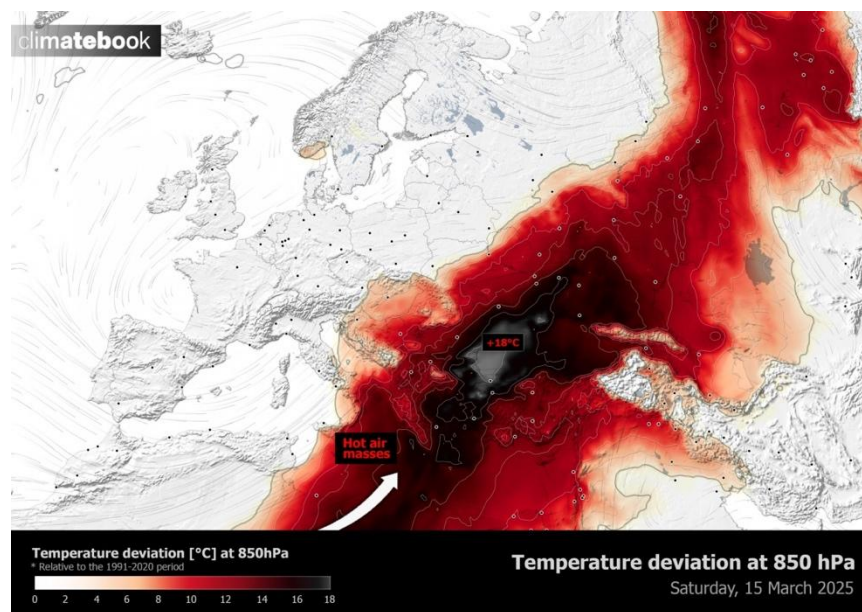 climatebook
+18°C
Hot air
masses
Temperature deviation [°C] at 850hPa
* Relative to the 1991-2020 period
0 2 4 6 8 10 12 14 16 18
Temperature deviation at 850 hPa
Saturday, 15 March 2025